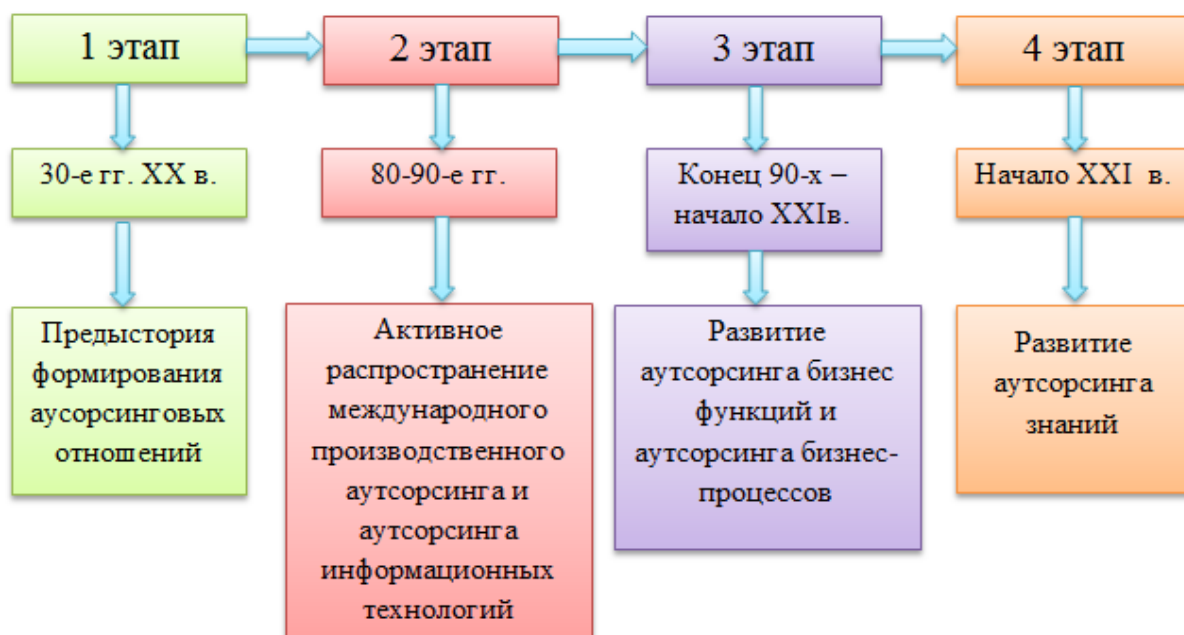 1 этап
2 этап
3 этап
4 этап
30-е гг. XX в.
80-90-е гг.
Конец 90-х –
начало XXIв.
Начало XXI в.
Предыстория
формирования
аусорсинговых
отношений
Активное
распространение
международного
производственного
аутсорсинга и
аутсорсинга
информационных
технологий
Развитие
аутсорсинга бизнес
функций и
аутсорсинга бизнес-
процессов
Развитие
аутсорсинга
знаний